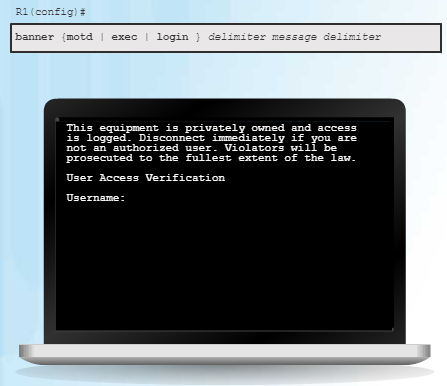 R1(config)#
banner {motd | exec | login } delimiter message delimiter
This equipment is privately owned and access
is logged. Disconnect immediately if you are
not an authorized user. Violators will be
prosecuted to the fullest extent of the law.
User Access Verification
Username: